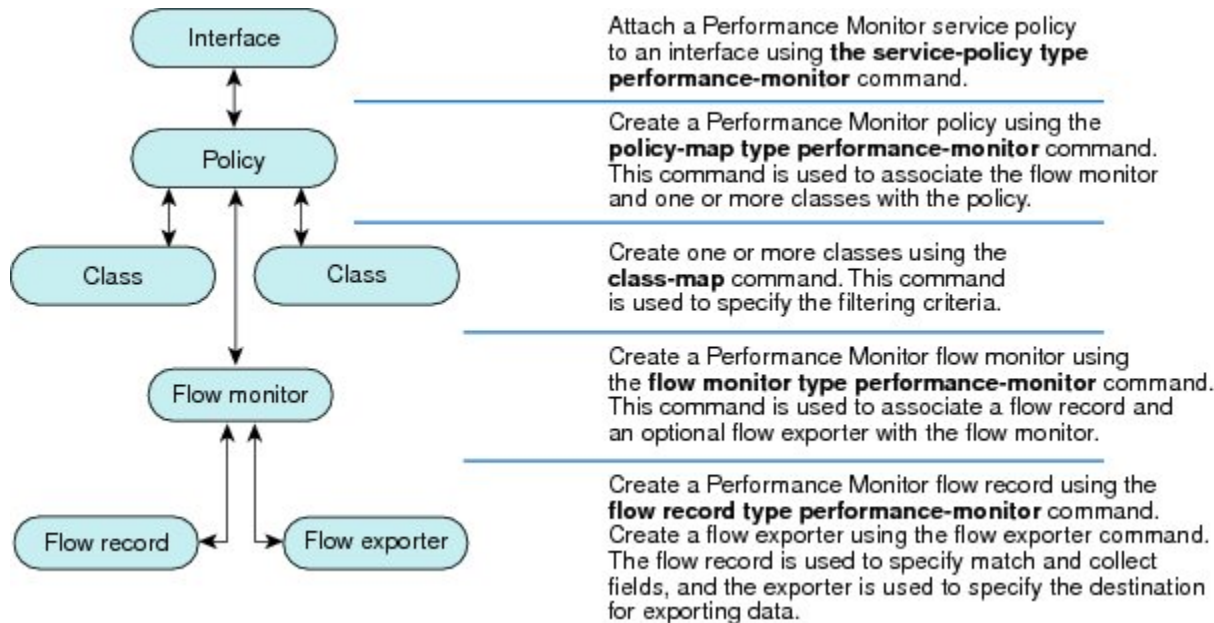 Interface
Attach a Performance Monitor service policy
to an interface using the service-policy type
performance-monitor command.
Policy
Create a Performance Monitor policy using the
policy-map type performance-monitor command.
This command is used to associate the flow monitor
and one or more classes with the policy.
Class
Class
Create one or more classes using the
class-map command. This command
is used to specify the filtering criteria.
Flow monitor
Create a Performance Monitor flow monitor using
the flow monitor type performance-monitor command.
This command is used to associate a flow record and
an optional flow exporter with the flow monitor.
Flow record
Flow exporter
Create a Performance Monitor flow record using the
flow record type performance-monitor command.
Create a flow exporter using the flow exporter command.
The flow record is used to specify match and collect
fields, and the exporter is used to specify the destination
for exporting data.